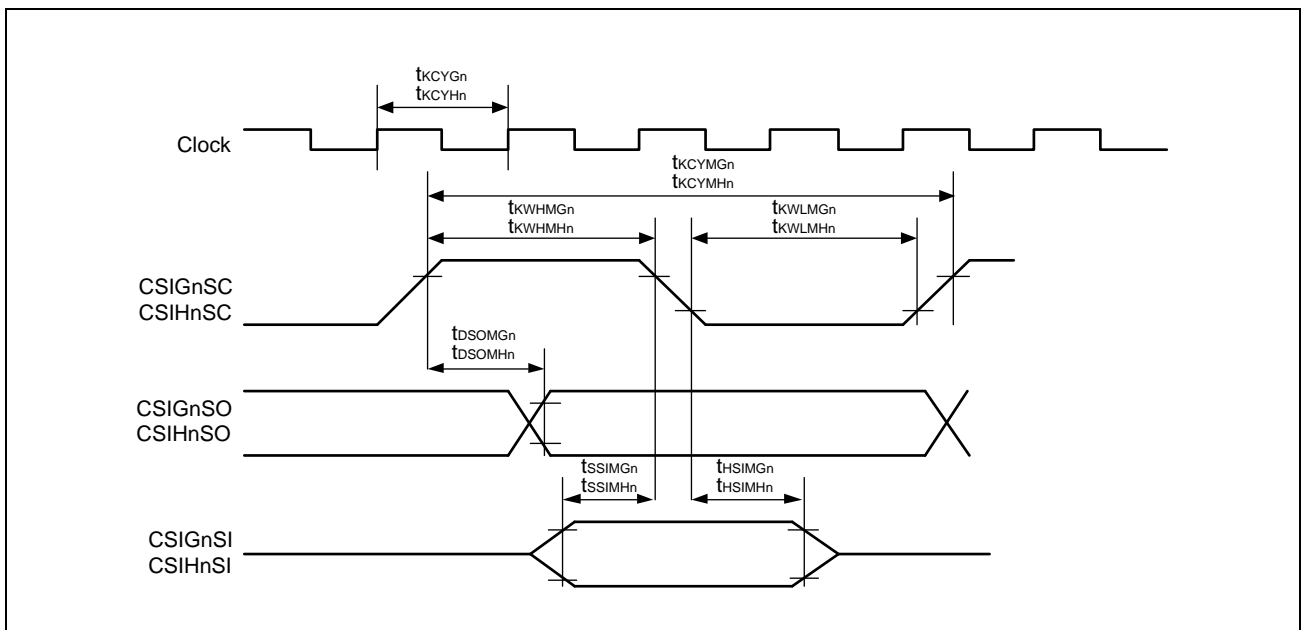 tKCYGn
tKCYHn
Clock
tKCYMGn
tKCYMHn
tKWHMGn
tKWHMHn
tKWLMGn
tKWLMHn
CSIGnSC
CSIHnSC
tDSOMGn
tDSOMHn
CSIGnSO
CSIHnSO
tSSIMGn
tSSIMHn
tHSIMGn
tHSIMHn
CSIGnSI
CSIHnSI